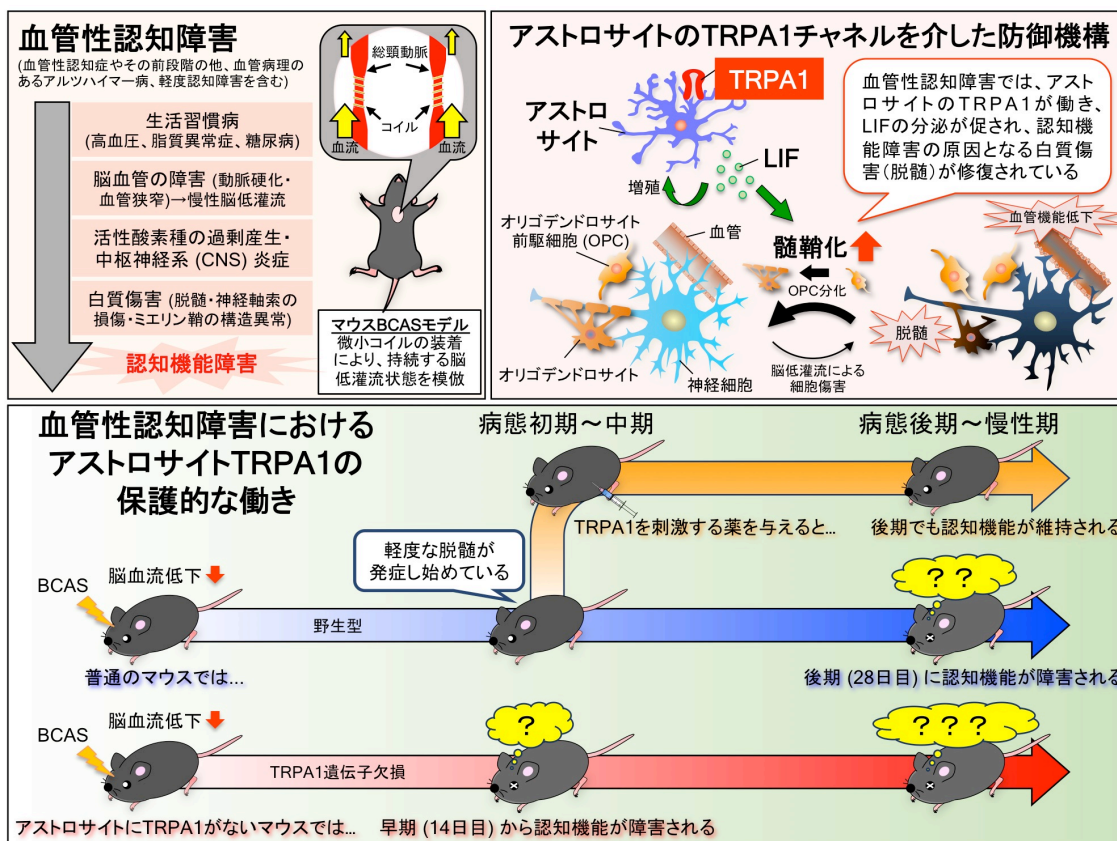 血管性認知障害
(血管性認知症やその前段階の他、血管病理の
あるアルツハイマー病、軽度認知障害を含む)
生活習慣病
(高血圧、脂質異常症、糖尿病)
脳血管の障害 (動脈硬化・
血管狭窄)→慢性脳低灌流
活性酸素種の過剰産生・
中枢神経系 (CNS) 炎症
白質傷害 (脱髄・神経軸索の
損傷・ミエリン鞘の構造異常)
認知機能障害
総頸動脈
コイル
血流
血流
マウスBCASモデル
微小コイルの装着
により、持続する脳
低灌流状態を模倣
アストロサイトのTRPA1チャネルを介した防御機構
TRPA1
アストロ
サイト
LIF
増殖
血管性認知障害では、アスト
ロサイトのTRPA1が働き、
LIFの分泌が促され、認知機
能障害の原因となる白質傷
害(脱髄)が修復されている
オリゴデンドロサイト
前駆細胞 (OPC)
血管
髄鞘化
OPC分化
血管機能低下
脱髄
オリゴデンドロサイト
神経細胞
脳低灌流による
細胞傷害
血管性認知障害における
アストロサイトTRPA1の
保護的な働き
病態初期～中期
病態後期～慢性期
TRPA1を刺激する薬を与えると...
後期でも認知機能が維持される
軽度な脱髄が
発症し始めている
BCAS
脳血流低下
野生型
？？
普通のマウスでは...
後期 (28日目) に認知機能が障害される
BCAS
脳血流低下
TRPA1遺伝子欠損
？
？？？
アストロサイトにTRPA1がないマウスでは...
早期 (14日目) から認知機能が障害される